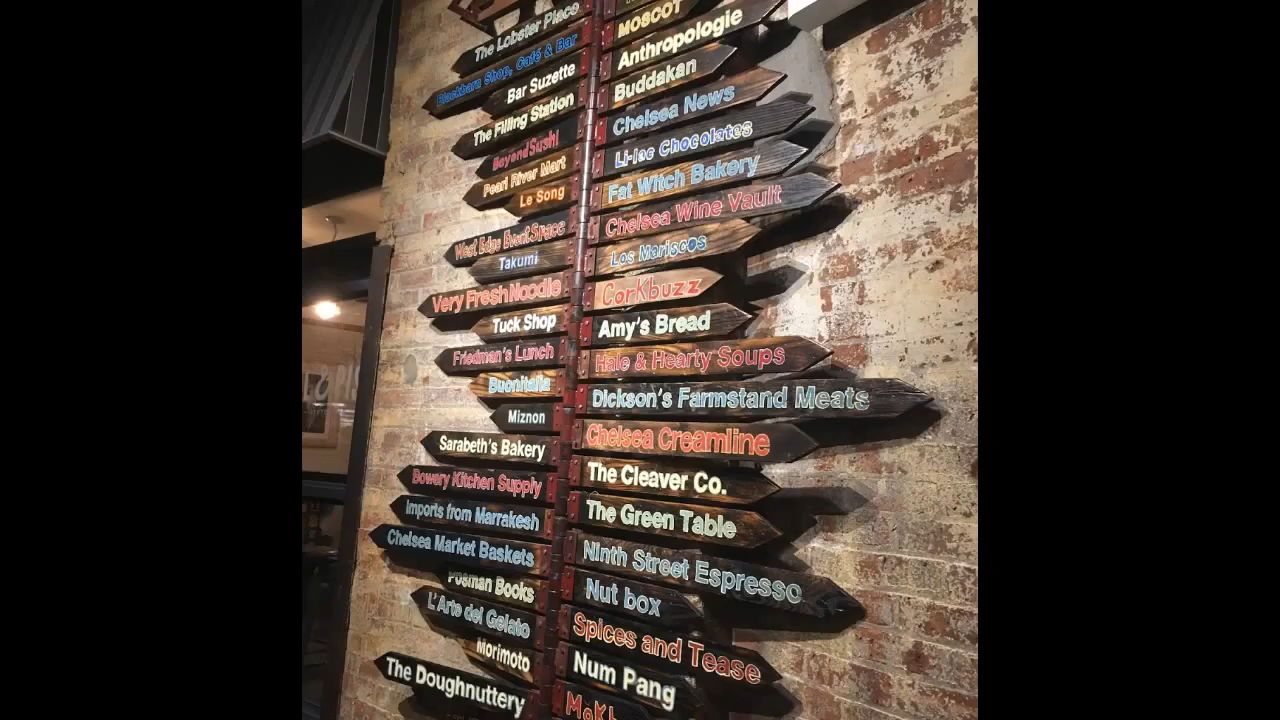 The Lobster Place
Blackbarn Shop, Café & Bar
Bar Suzette
The Filling Station
Beyond Sushi
Pearl River Mart
Le Song
West Edge Event Space
Takumi
Very Fresh Noodle
Tuck Shop
Friedman's Lunch
Buonitalia
Miznon
Sarabeth's Bakery
Bowery Kitchen Supply
Imports from Marrakesh
Chelsea Market Baskets
Posman Books
L'Arte del Gelato
Morimoto
The Doughnuttery
MOSCOT
Anthropologie
Buddakan
Chelsea News
Li-lac Chocolates
Fat Witch Bakery
Chelsea Wine Vault
Los Mariscos
Corkbuzz
Amy's Bread
Hale & Hearty Soups
Dickson's Farmstand Meats
Chelsea Creamline
The Cleaver Co.
The Green Table
Ninth Street Espresso
Nut box
Spices and Tease
Num Pang